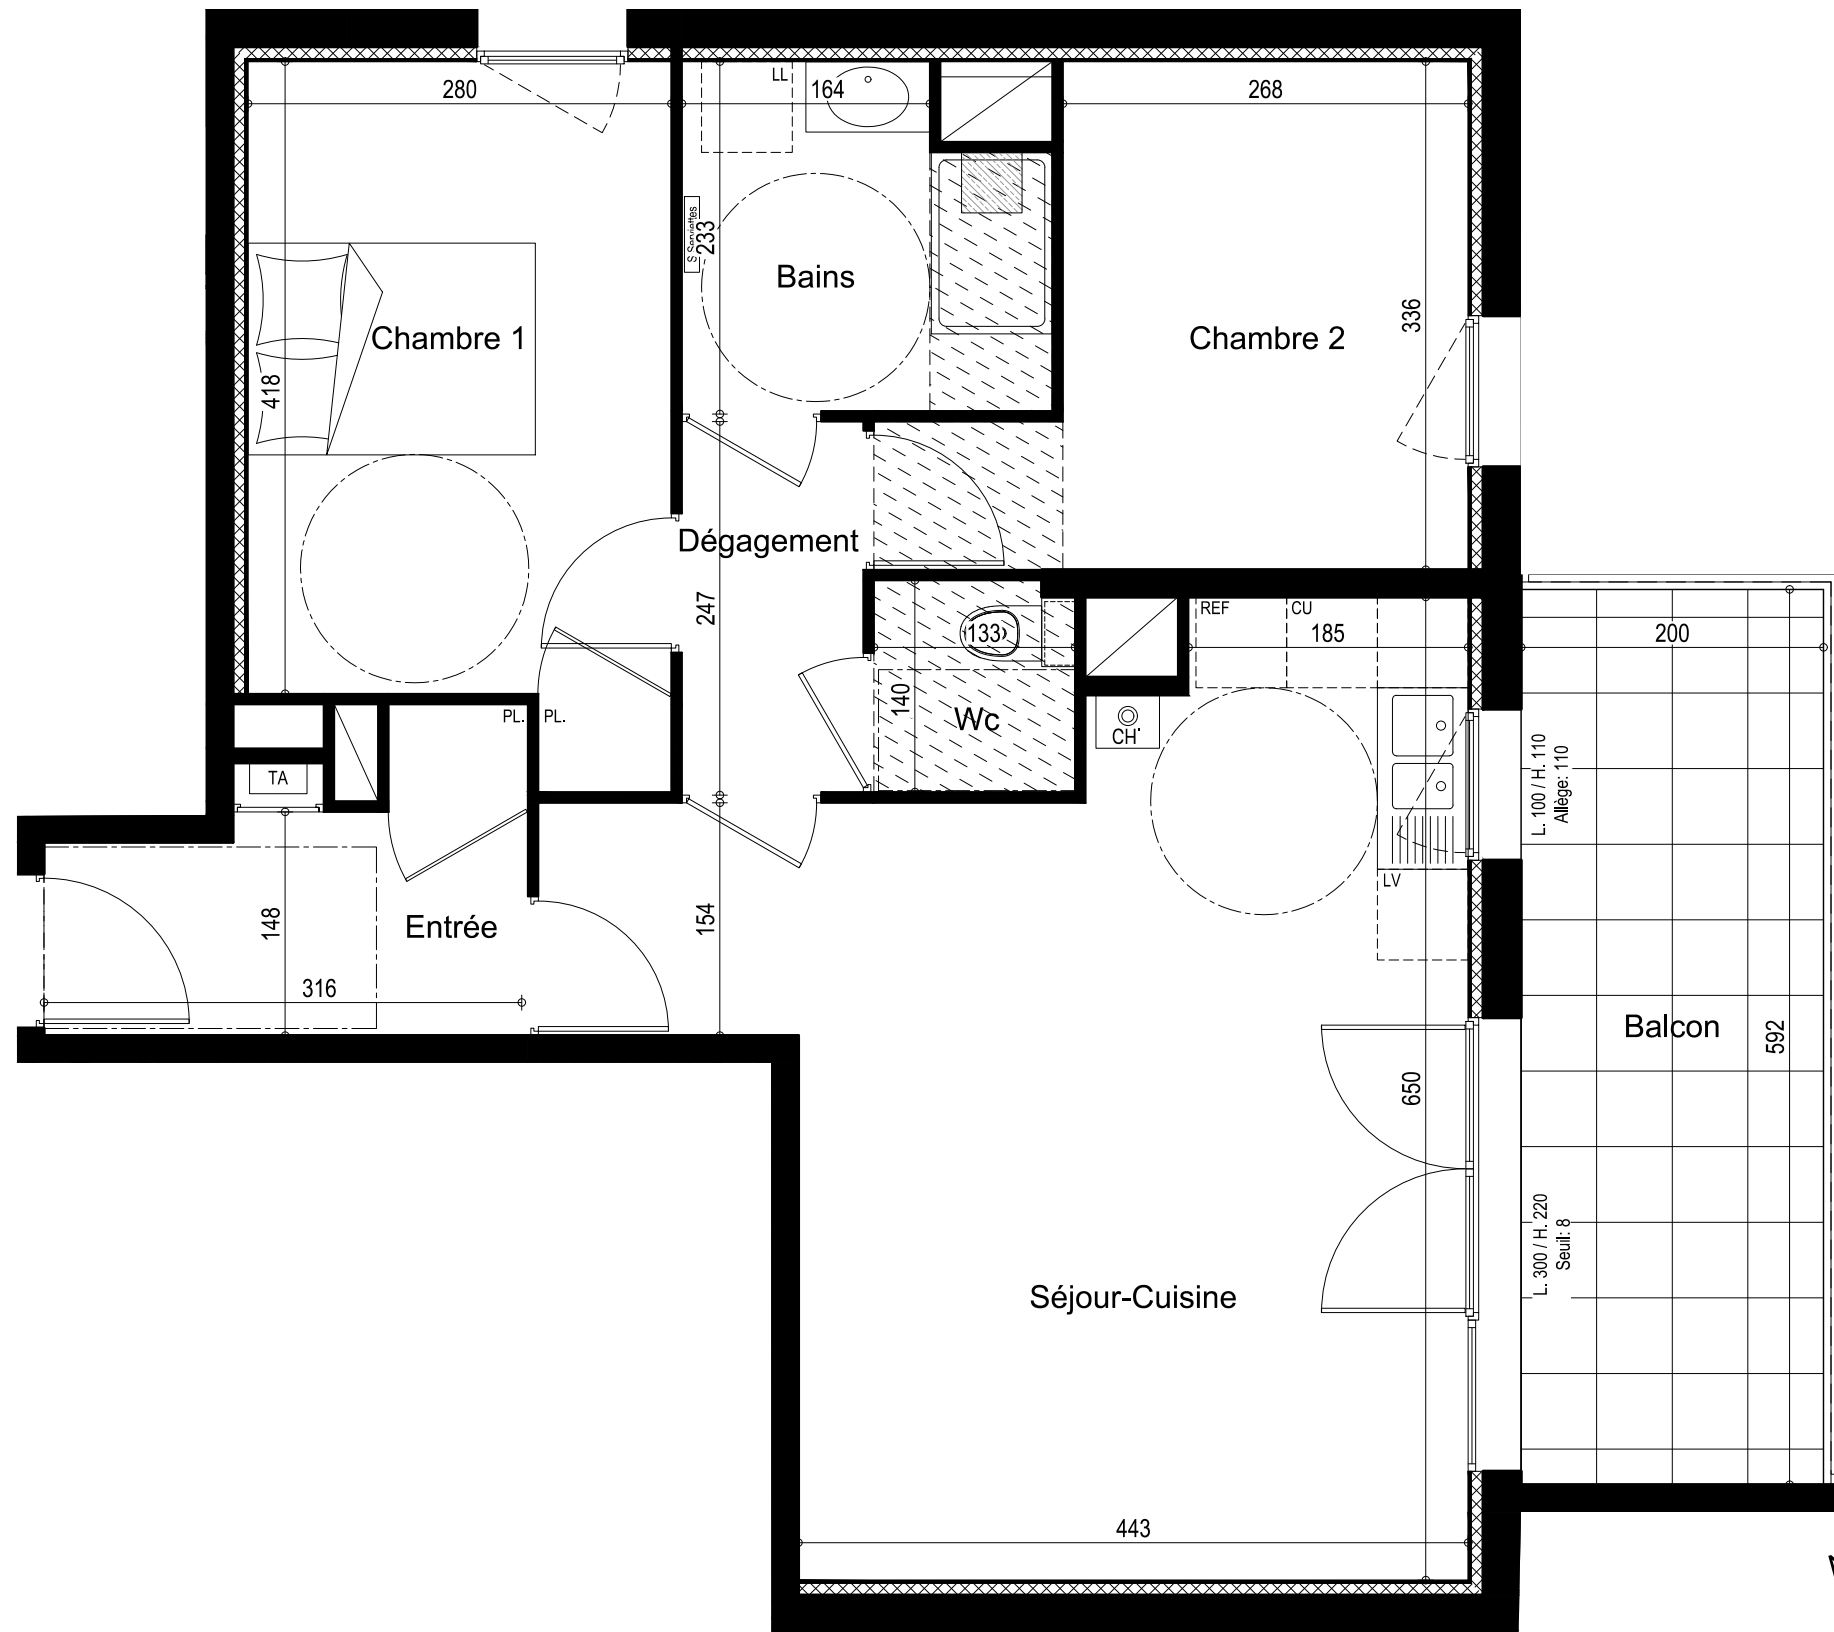 280
LL
164
268
S. Serviettes
233
Bains
336
Chambre 1
Chambre 2
418
Dégagement
247
REF
CU
133
185
200
140
Wc
PL.
PL.
CH
TA
L. 100 / H. 110
Allège: 110
LV
148
Entrée
154
316
Balcon
592
650
L. 300 / H. 220
Seuil: 8
Séjour-Cuisine
443